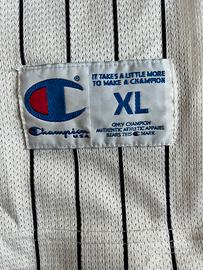 IT TAKES A LITTLE MORE
TO MAKE A CHAMPION
XL
Champion
U.S.A.
ONLY CHAMPION
AUTHENTIC ATHLETIC APPAREL
BEARS THIS C MARK.